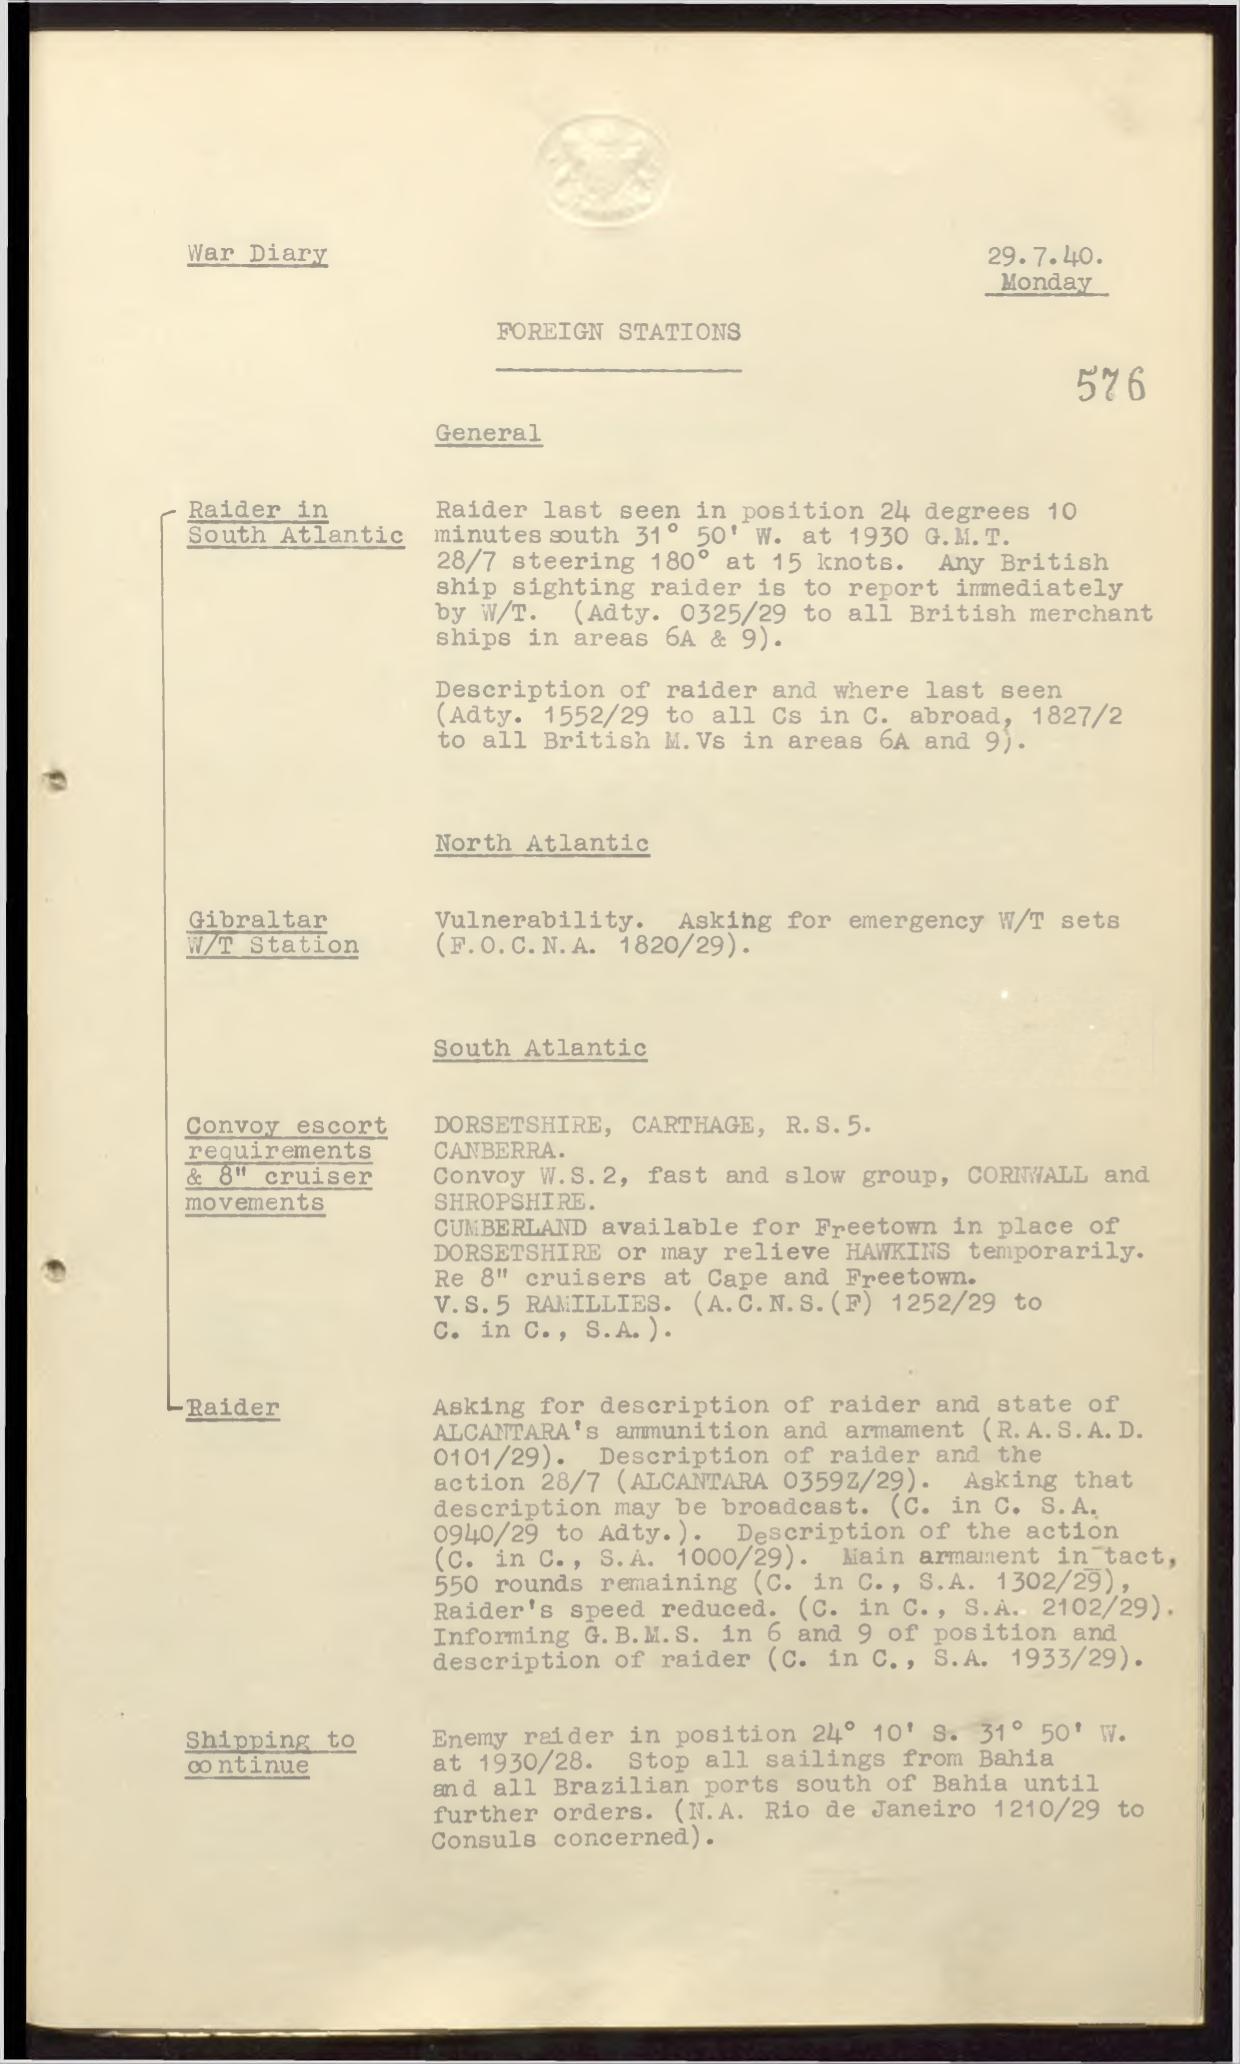 War Diary
29.7.40.
Monday
FOREIGN STATIONS
576
General
Raider in
South Atlantic
Raider last seen in position 24 degrees 10
minutes south 31° 50' W. at 1930 G.M.T.
28/7 steering 180° at 15 knots. Any British
ship sighting raider is to report immediately
by W/T. (Adty. 0325/29 to all British merchant
ships in areas 6A & 9).
Description of raider and where last seen
(Adty. 1552/29 to all Cs in C. abroad, 1827/2
to all British M.Vs in areas 6A and 9).
North Atlantic
Gibraltar
W/T Station
Vulnerability. Asking for emergency W/T sets
(F.O.C.N.A. 1820/29).
South Atlantic
Convoy escort
requirements
& 8" cruiser
movements
DORSETSHIRE, CARTHAGE, R.S.5.
CANBERRA.
Convoy W.S.2, fast and slow group, CORNWALL and
SHROPSHIRE.
CUMBERLAND available for Freetown in place of
DORSETSHIRE or may relieve HAWKINS temporarily.
Re 8" cruisers at Cape and Freetown.
V.S.5 RAMILLIES. (A.C.N.S.(F) 1252/29 to
C. in C., S.A.).
Raider
Asking for description of raider and state of
ALCANTARA's ammunition and armament (R.A.S.A.D.
0101/29). Description of raider and the
action 28/7 (ALCANTARA 0359Z/29). Asking that
description may be broadcast. (C. in C. S.A.
0940/29 to Adty.). Description of the action
(C. in C., S.A. 1000/29). Main armament in tact,
550 rounds remaining (C. in C., S.A. 1302/29),
Raider's speed reduced. (C. in C., S.A. 2102/29).
Informing G.B.M.S. in 6 and 9 of position and
description of raider (C. in C., S.A. 1933/29).
Shipping to
continue
Enemy raider in position 24° 10' S. 31° 50' W.
at 1930/28. Stop all sailings from Bahia
and all Brazilian ports south of Bahia until
further orders. (N.A. Rio de Janeiro 1210/29 to
Consuls concerned).